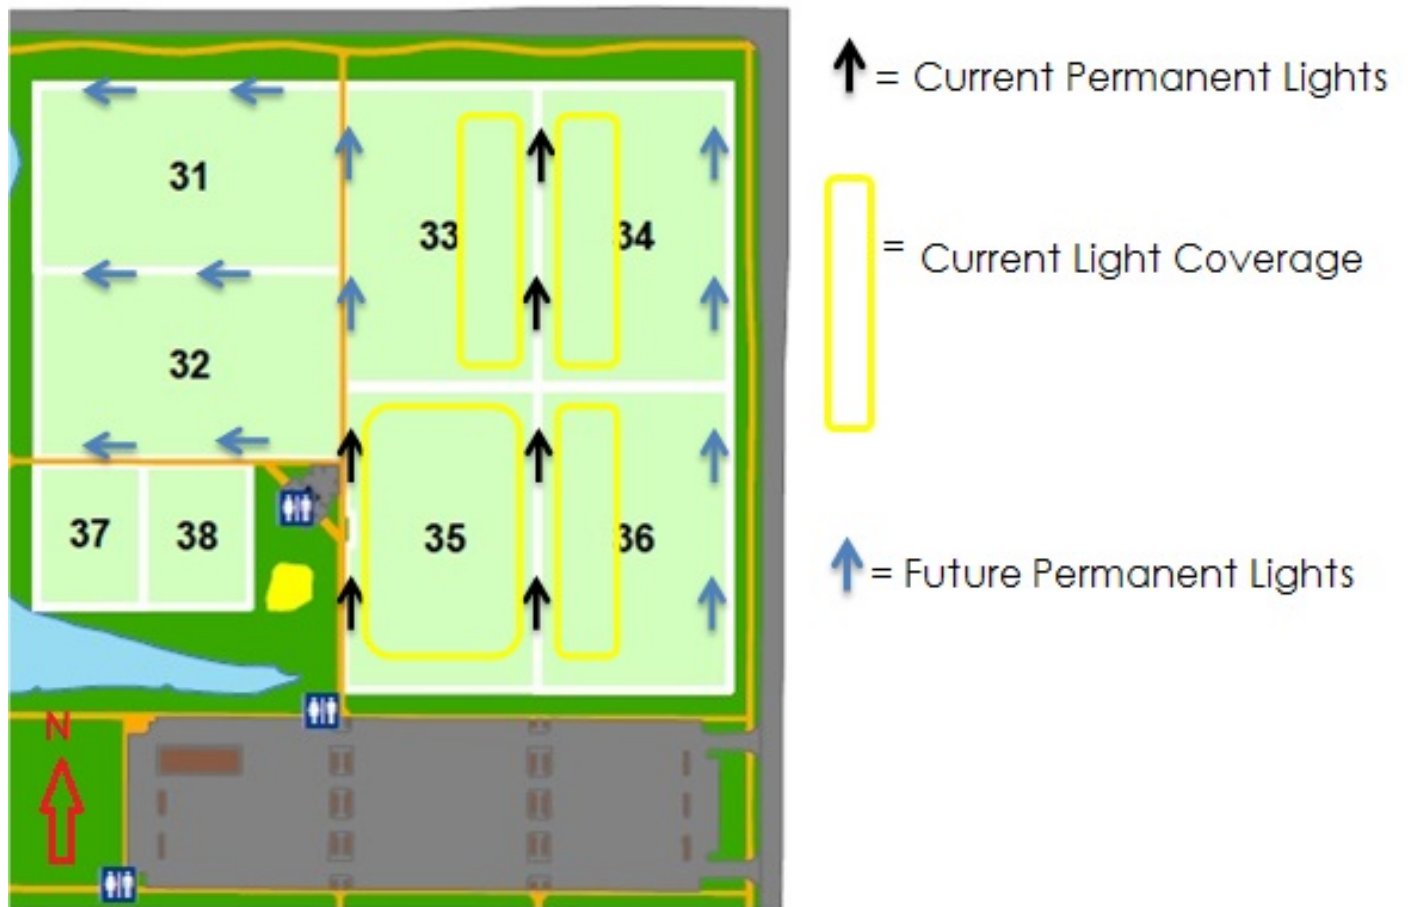 = Current Permanent Lights
31
33
34
= Current Light Coverage
32
37
38
35
36
= Future Permanent Lights
N